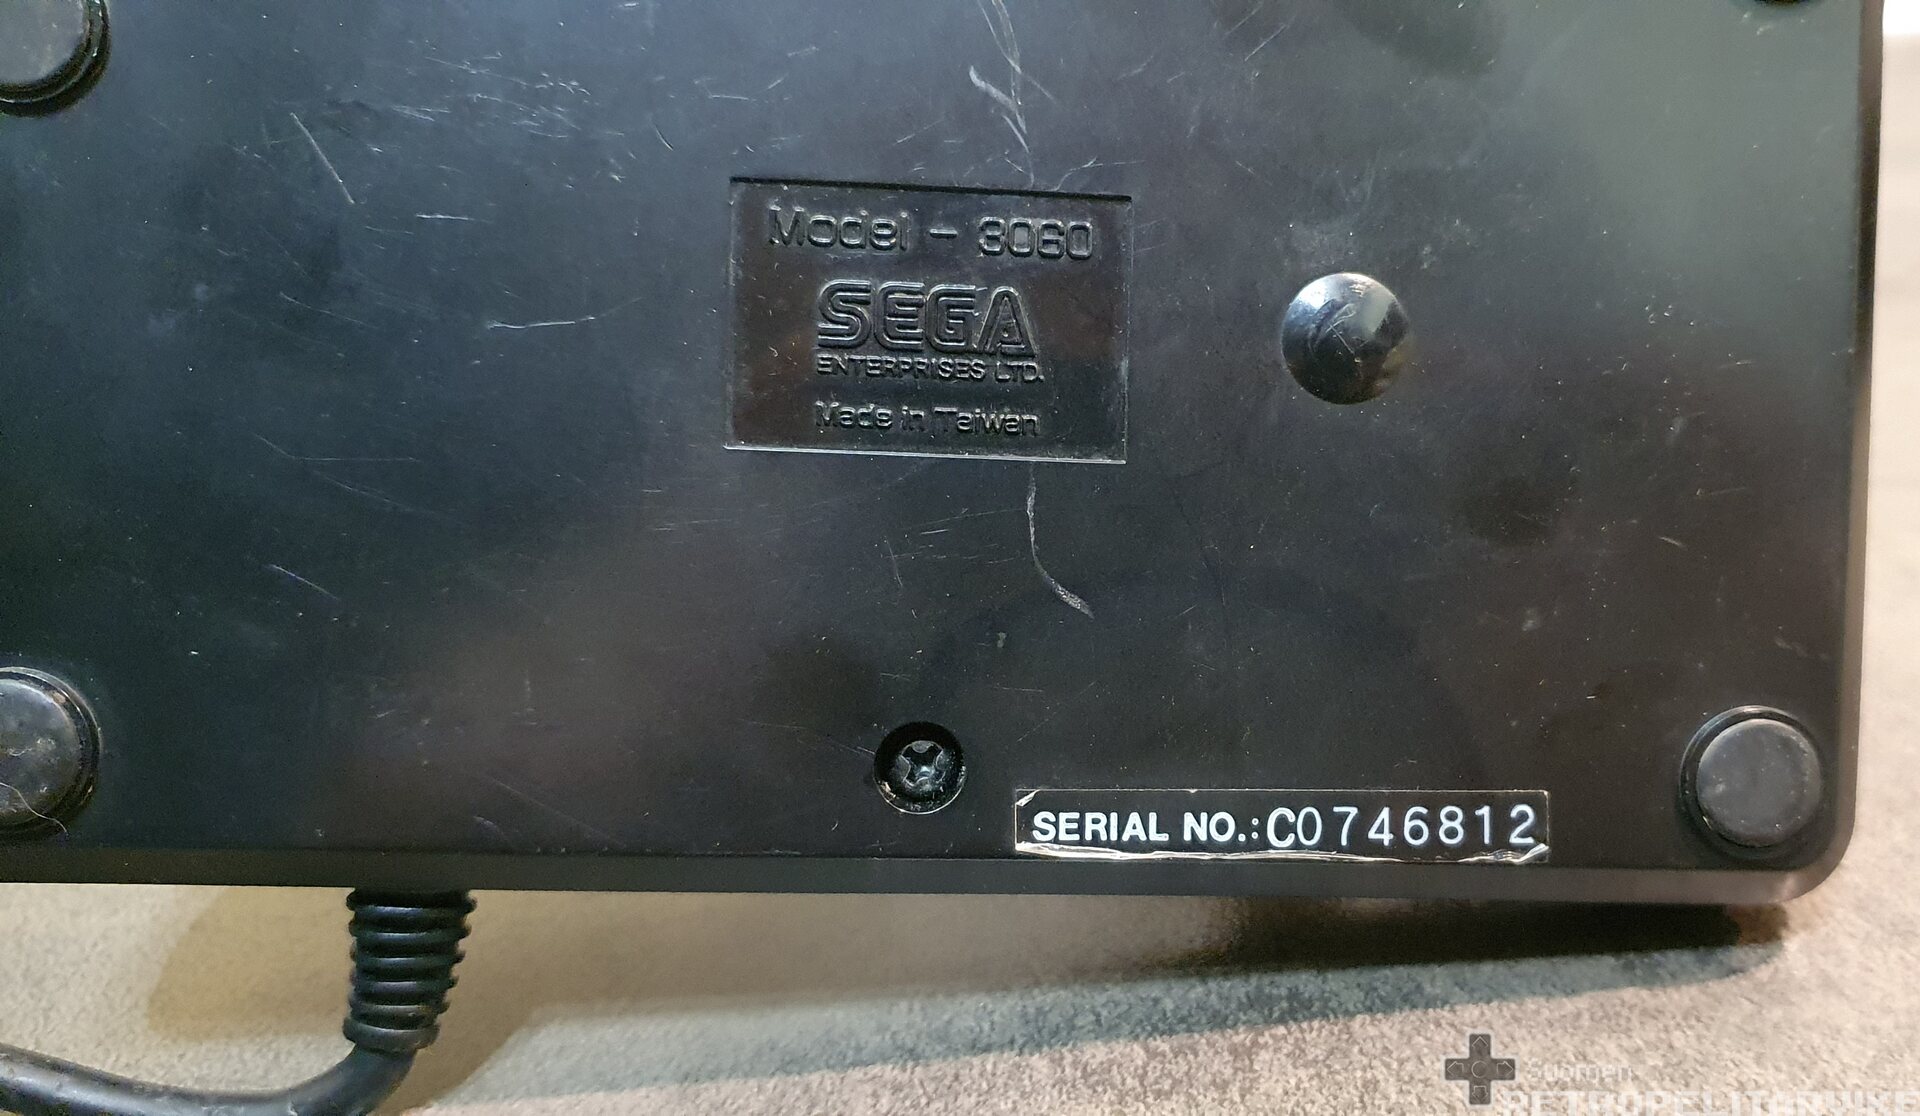 Model - 3060
SEGA
ENTERPRISES LTD.
Made in Taiwan
SERIAL NO.: C0746812
Suomen